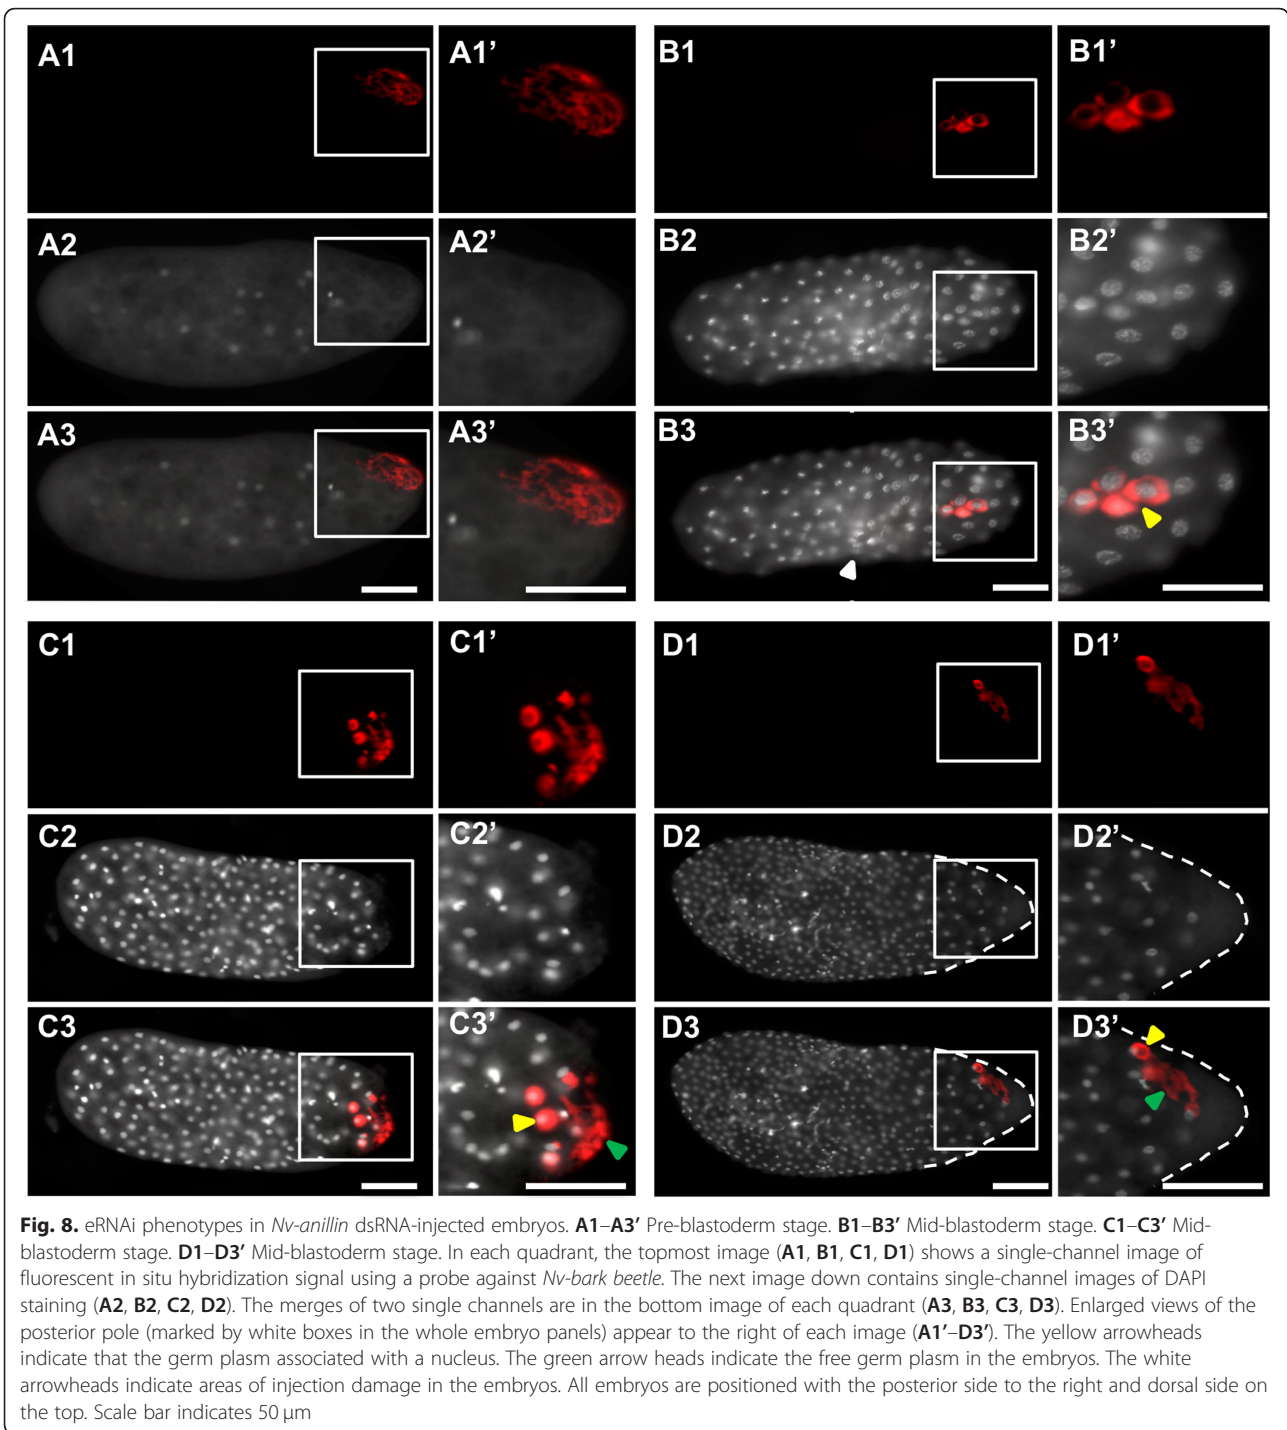 A1
A1’
B1
B1’
A2
A2’
B2
B2’
A3
A3’
B3
B3’
C1
C1’
D1
D1’
C2
C2’
D2
D2’
C3
C3’
D3
D3’
Fig. 8. eRNAi phenotypes in Nv-anillin dsRNA-injected embryos. A1–A3′ Pre-blastoderm stage. B1–B3′ Mid-blastoderm stage. C1–C3′ Mid-
blastoderm stage. D1–D3′ Mid-blastoderm stage. In each quadrant, the topmost image (A1, B1, C1, D1) shows a single-channel image of
fluorescent in situ hybridization signal using a probe against Nv-bark beetle. The next image down contains single-channel images of DAPI
staining (A2, B2, C2, D2). The merges of two single channels are in the bottom image of each quadrant (A3, B3, C3, D3). Enlarged views of the
posterior pole (marked by white boxes in the whole embryo panels) appear to the right of each image (A1′–D3′). The yellow arrowheads
indicate that the germ plasm associated with a nucleus. The green arrow heads indicate the free germ plasm in the embryos. The white
arrowheads indicate areas of injection damage in the embryos. All embryos are positioned with the posterior side to the right and dorsal side on
the top. Scale bar indicates 50 μm